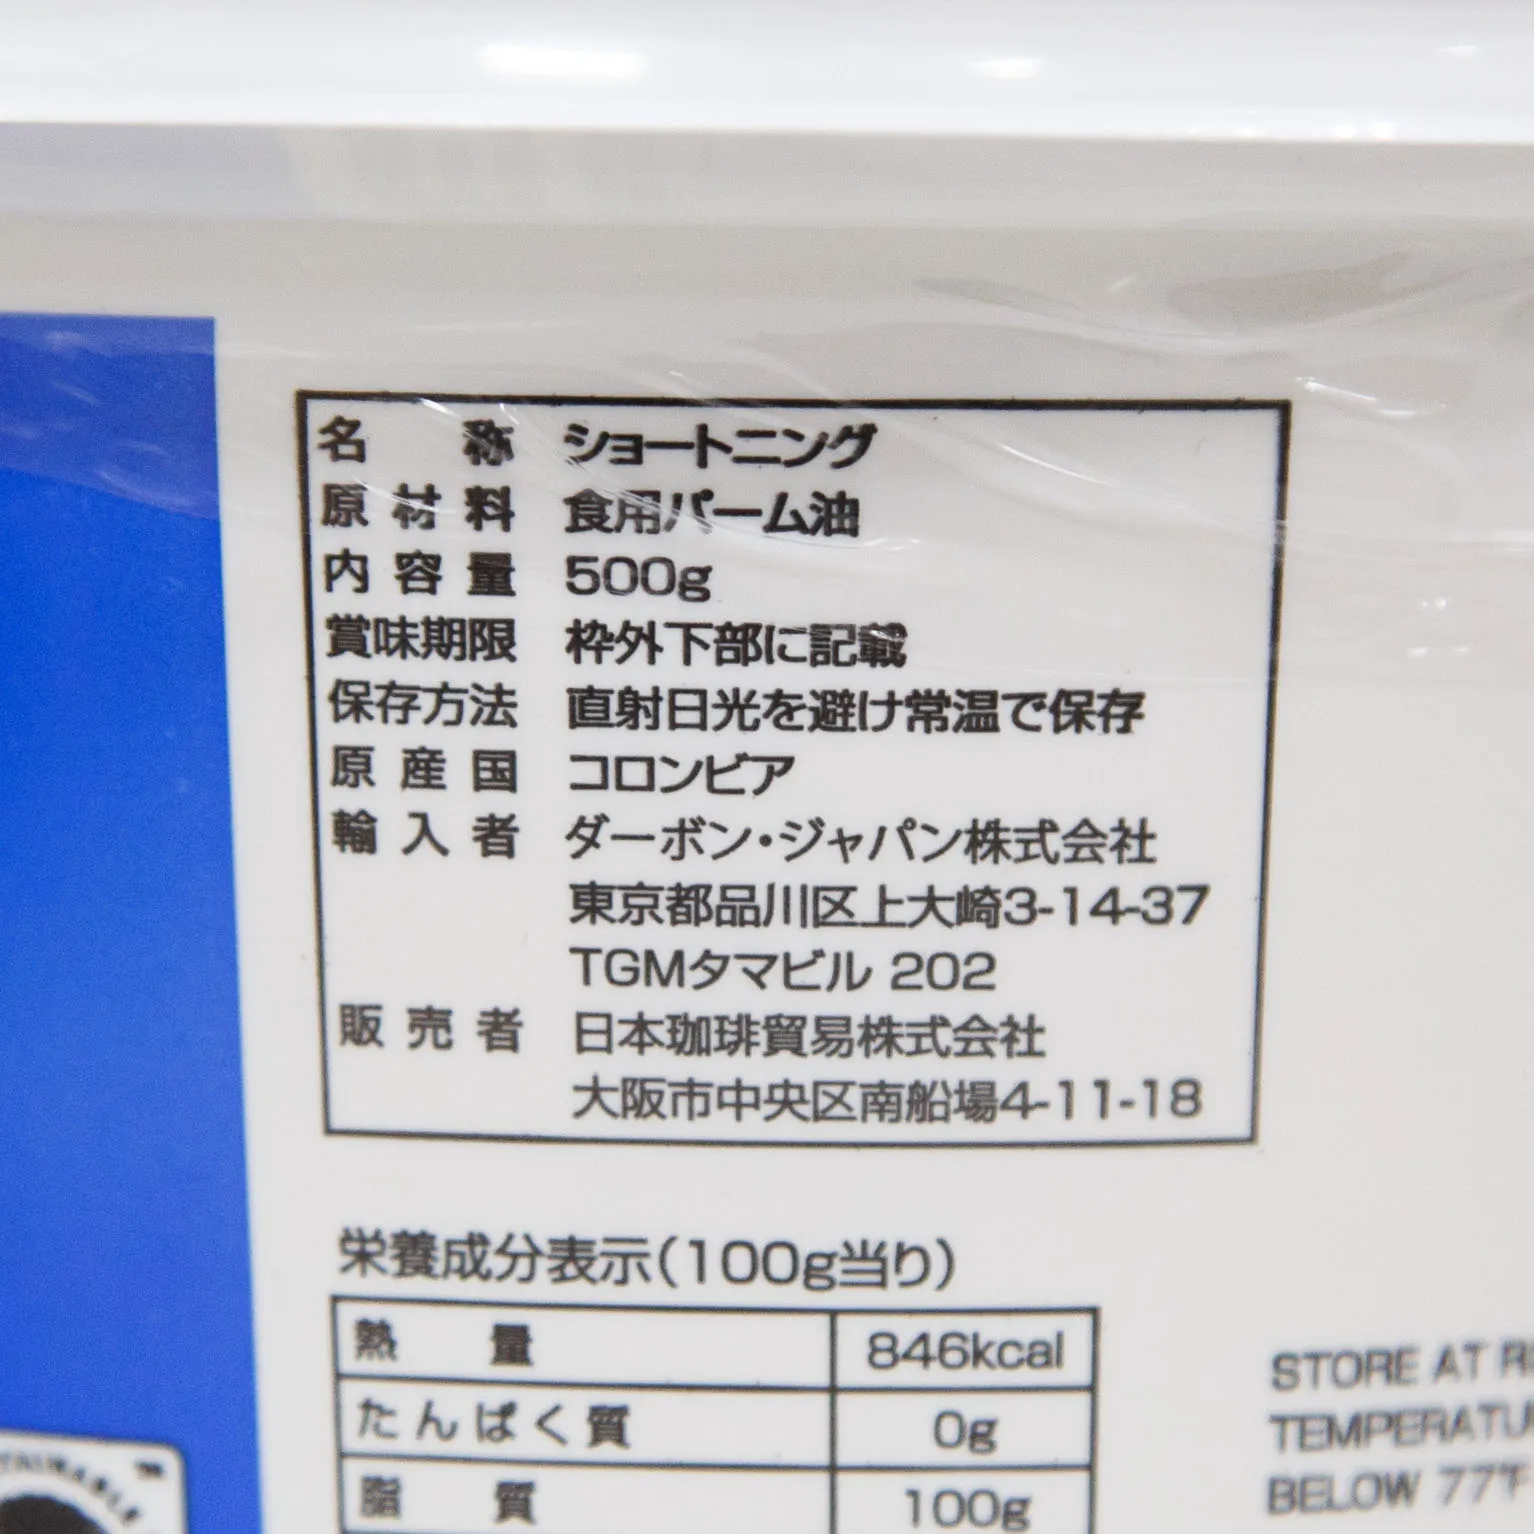 名称 ショートニング
原材料 食用パーム油
内容量 500g
賞味期限 枠外下部に記載
保存方法 直射日光を避け常温で保存
原産国 コロンビア
輸入者 ダーボン・ジャパン株式会社
東京都品川区上大崎3-14-37
TGMタマビル 202
販売者 日本珈琲貿易株式会社
大阪市中央区南船場4-11-18
栄養成分表示(100g当り)
熱量 846kcal
たんぱく質 0g
脂質 100g
STORE AT
BELOW 77°F